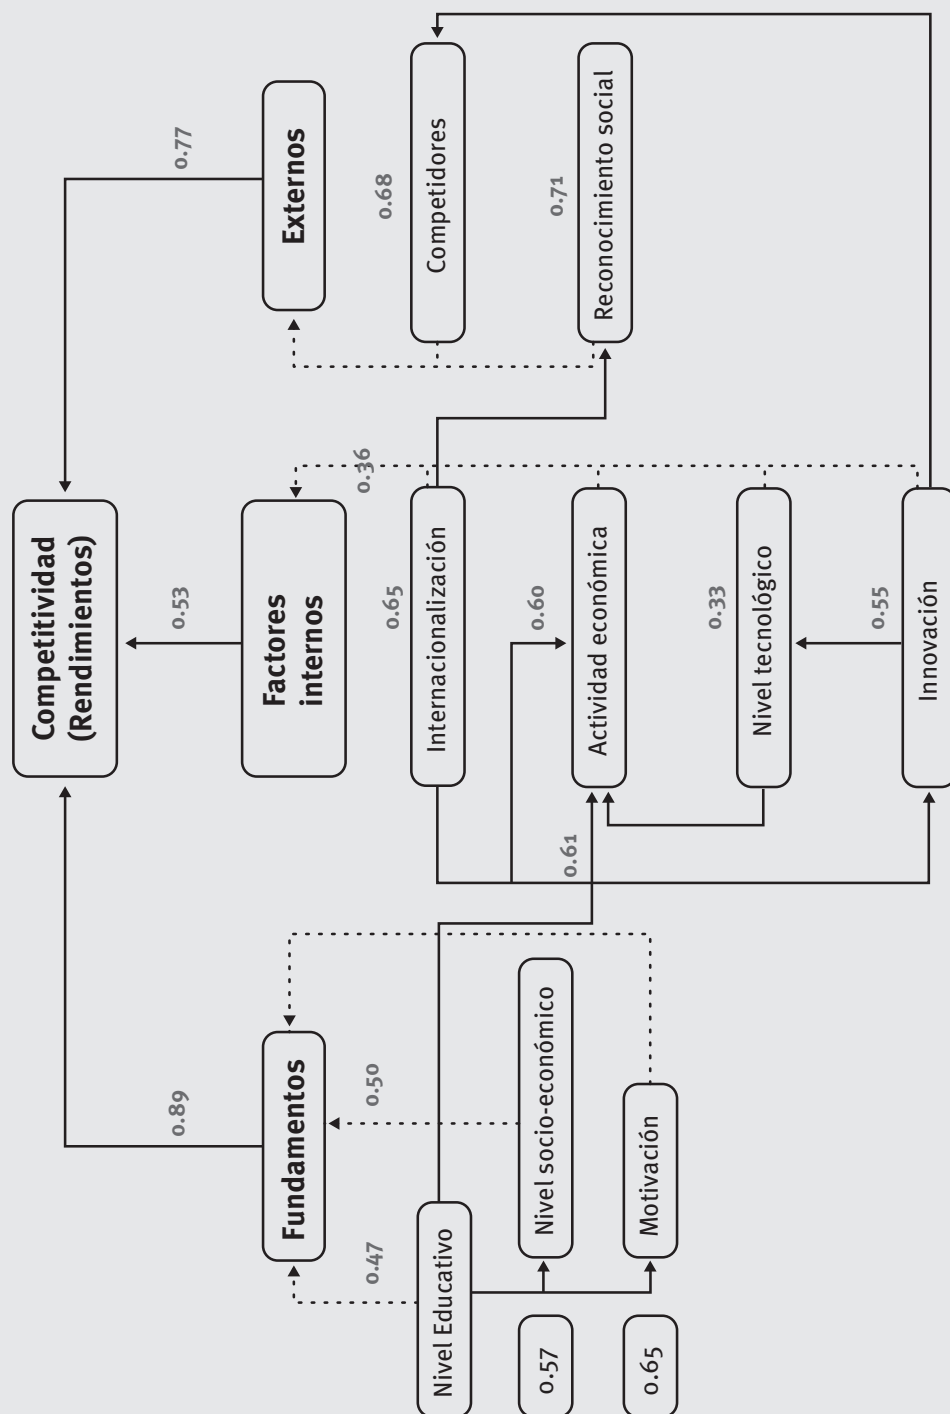 Competitividad
(Rendimientos)
0.89
0.53
0.77
Fundamentos
Factores
internos
Externos
0.47
0.50
0.36
0.65
0.68
Nivel Educativo
Internacionalización
Competidores
0.57
Nivel socio-económico
0.61
0.60
0.71
Actividad económica
Reconocimiento social
0.65
Motivación
0.33
Nivel tecnológico
0.55
Innovación